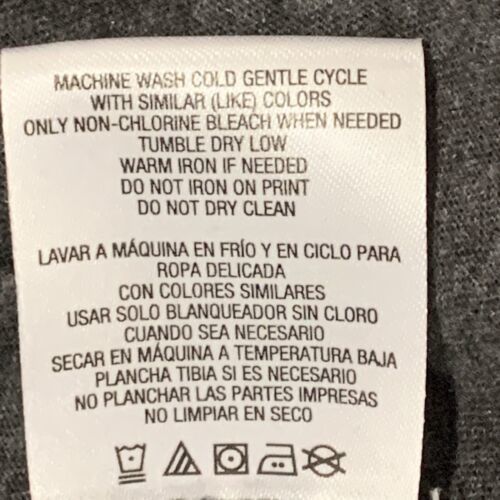 MACHINE WASH COLD GENTLE CYCLE
WITH SIMILAR (LIKE) COLORS
ONLY NON-CHLORINE BLEACH WHEN NEEDED
TUMBLE DRY LOW
WARM IRON IF NEEDED
DO NOT IRON ON PRINT
DO NOT DRY CLEAN
LAVAR A MÁQUINA EN FRÍO Y EN CICLO PARA
ROPA DELICADA
CON COLORES SIMILARES
USAR SOLO BLANQUEADOR SIN CLORO
CUANDO SEA NECESARIO
SECAR EN MÁQUINA A TEMPERATURA BAJA
PLANCHA TIBIA SI ES NECESARIO
NO PLANCHAR LAS PARTES IMPRESAS
NO LIMPIAR EN SECO